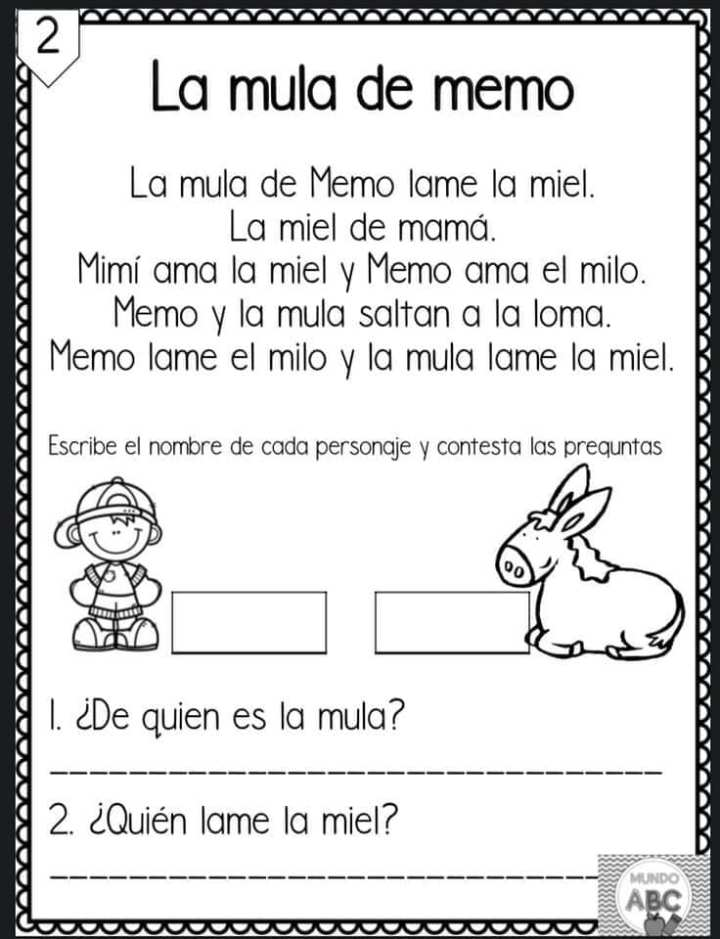 2
La mula de memo
La mula de Memo lame la miel.
La miel de mamá.
Mimí ama la miel y Memo ama el milo.
Memo y la mula saltan a la loma.
Memo lame el milo y la mula lame la miel.
Escribe el nombre de cada personaje y contesta las preguntas
1. ¿De quien es la mula?
2. ¿Quién lame la miel?
MUNDO
ABC